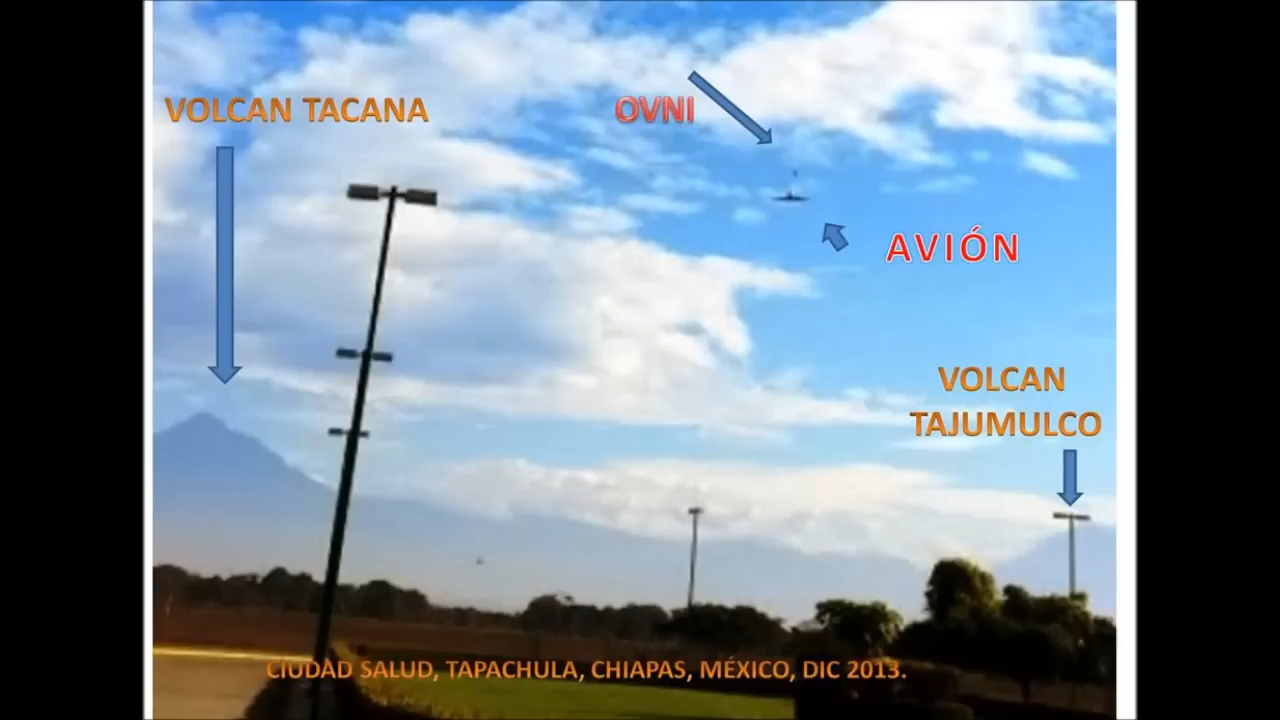 VOLCAN TACANA
OVNI
AVIÓN
VOLCAN
TAJUMULCO
CIUDAD SALUD, TAPACHULA, CHIAPAS, MÉXICO, DIC 2013.